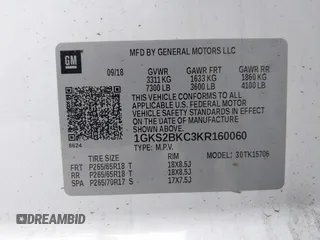 GM
MFD BY GENERAL MOTORS LLC
09/18 GVWR GAWR FRT GAWR RR
3311 KG 1633 KG 1860 KG
7300 LB 3600 LB 4100 LB
THIS VEHICLE CONFORMS TO ALL
APPLICABLE U.S. FEDERAL MOTOR
VEHICLE SAFETY STANDARDS IN
EFFECT ON THE DATE OF
MANUFACTURE SHOWN ABOVE.
1GKS2BKC3KR160060
8624 TYPE: M.P.V. MODEL: 30TK15706
TIRE SIZE RIM
FRT P265/65R18 T 18X8.5J
RR P265/65R18 T 18X8.5J
SPA P265/70R17 S 17X7.5J
DREAMBID